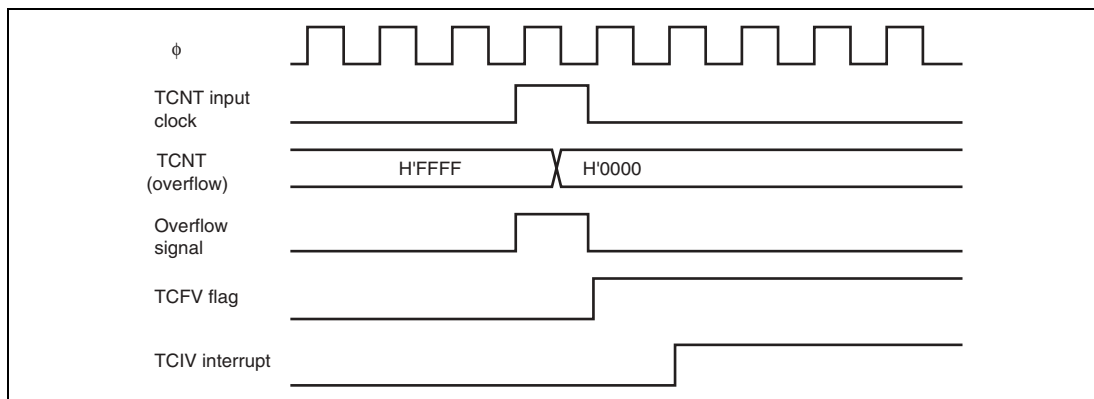 ϕ
TCNT input
clock
TCNT
(overflow)
H'FFFF
H'0000
Overflow
signal
TCFV flag
TCIV interrupt